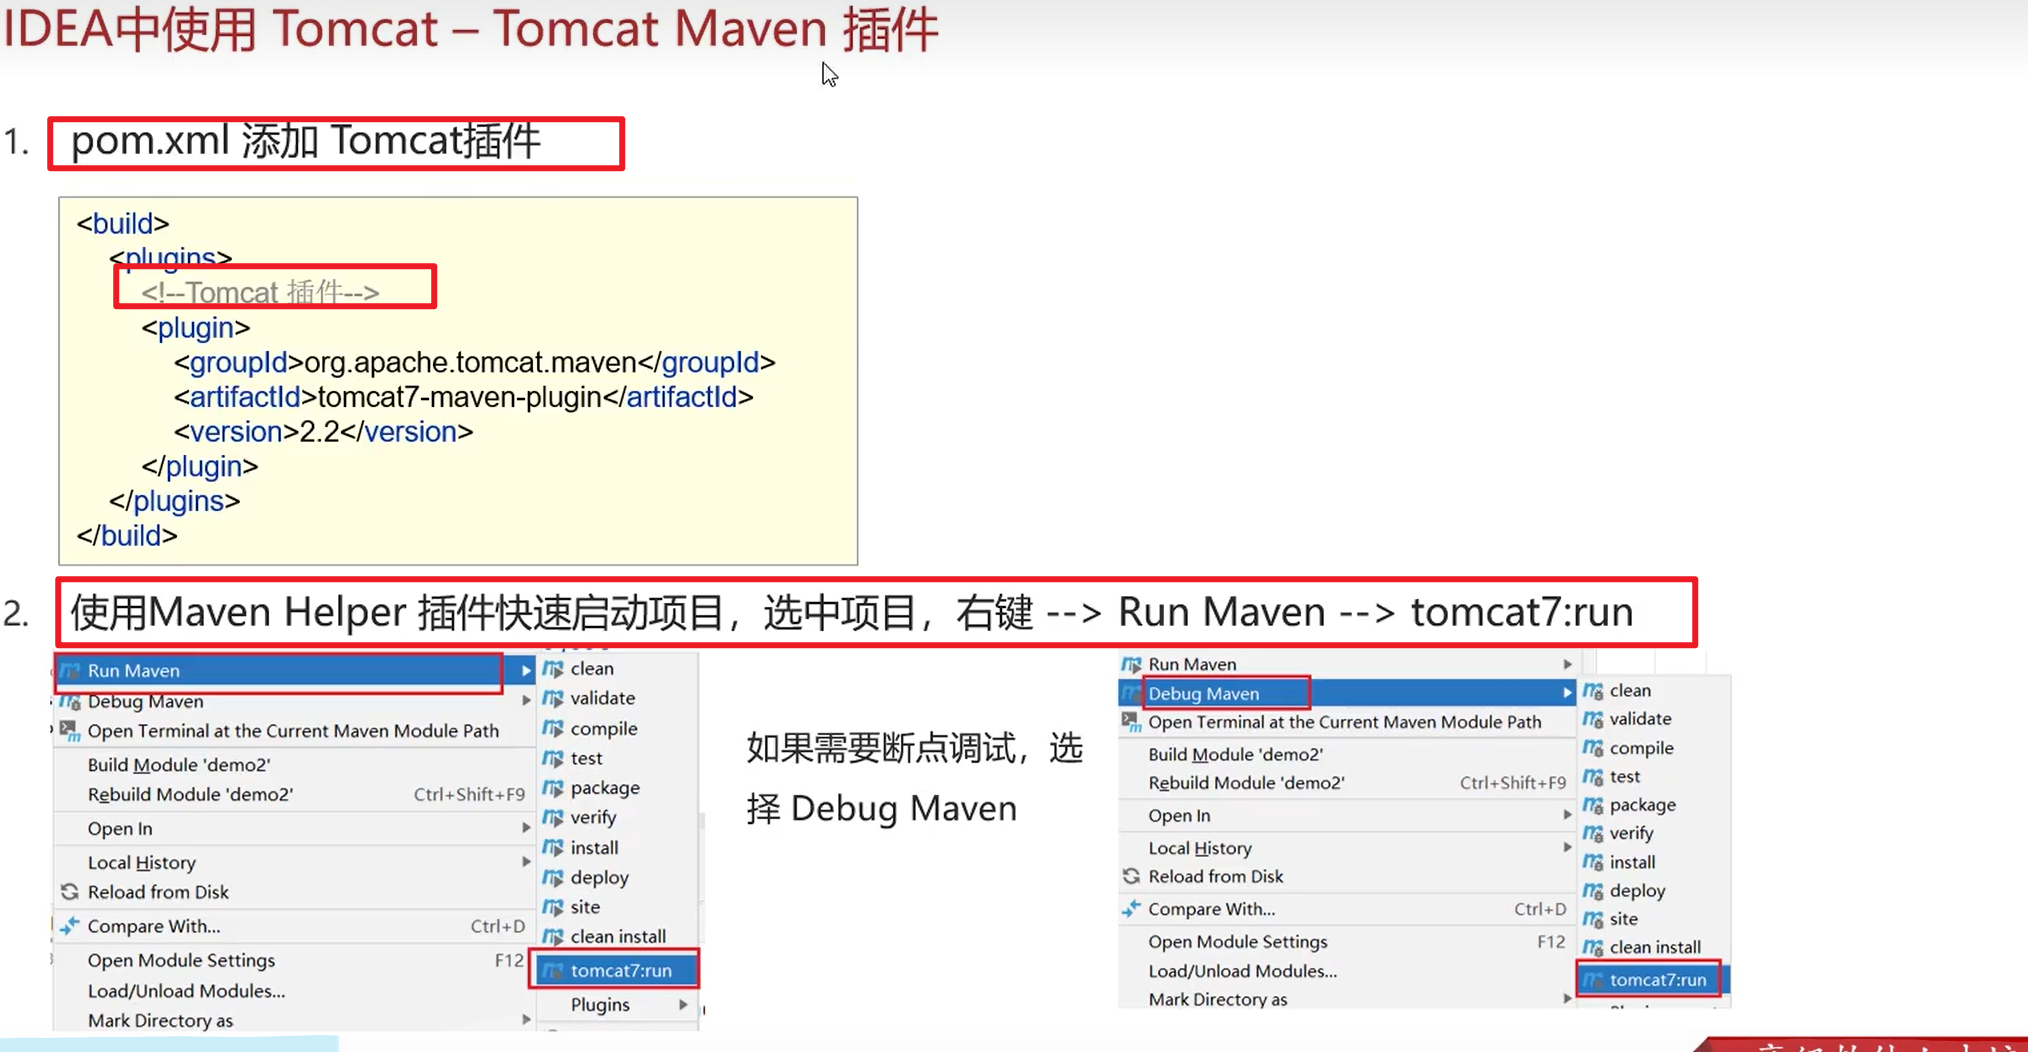 IDEA中使用 Tomcat – Tomcat Maven 插件
1. pom.xml 添加 Tomcat插件
<build>
<plugins>
<!--Tomcat 插件-->
<plugin>
<groupId>org.apache.tomcat.maven</groupId>
<artifactId>tomcat7-maven-plugin</artifactId>
<version>2.2</version>
</plugin>
</plugins>
</build>
2. 使用Maven Helper 插件快速启动项目，选中项目，右键 --> Run Maven --> tomcat7:run
Run Maven
Debug Maven
Open Terminal at the Current Maven Module Path
Build Module 'demo2'
Rebuild Module 'demo2' Ctrl+Shift+F9
Open In
Local History
Reload from Disk
Compare With... Ctrl+D
Open Module Settings F12
Load/Unload Modules...
Mark Directory as
clean
validate
compile
test
package
verify
install
deploy
site
clean install
tomcat7:run
Plugins
如果需要断点调试，选
择 Debug Maven
Run Maven
Debug Maven
Open Terminal at the Current Maven Module Path
Build Module 'demo2'
Rebuild Module 'demo2' Ctrl+Shift+F9
Open In
Local History
Reload from Disk
Compare With... Ctrl+D
Open Module Settings F12
Load/Unload Modules...
Mark Directory as
clean
validate
compile
test
package
verify
install
deploy
site
clean install
tomcat7:run